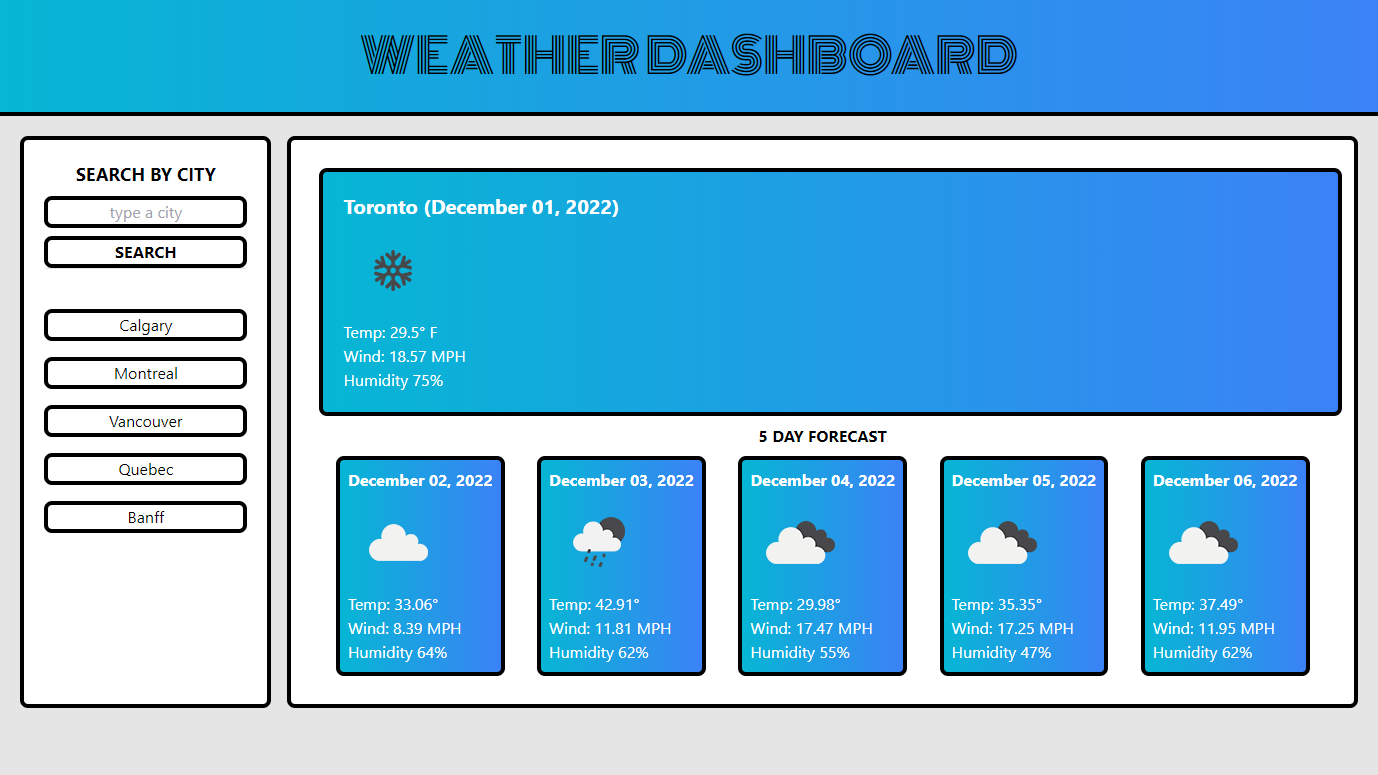 WEATHER DASHBOARD
SEARCH BY CITY
type a city
SEARCH
Calgary
Montreal
Vancouver
Quebec
Banff
Toronto (December 01, 2022)
Temp: 29.5° F
Wind: 18.57 MPH
Humidity 75%
5 DAY FORECAST
December 02, 2022
Temp: 33.06°
Wind: 8.39 MPH
Humidity 64%
December 03, 2022
Temp: 42.91°
Wind: 11.81 MPH
Humidity 62%
December 04, 2022
Temp: 29.98°
Wind: 17.47 MPH
Humidity 55%
December 05, 2022
Temp: 35.35°
Wind: 17.25 MPH
Humidity 47%
December 06, 2022
Temp: 37.49°
Wind: 11.95 MPH
Humidity 62%